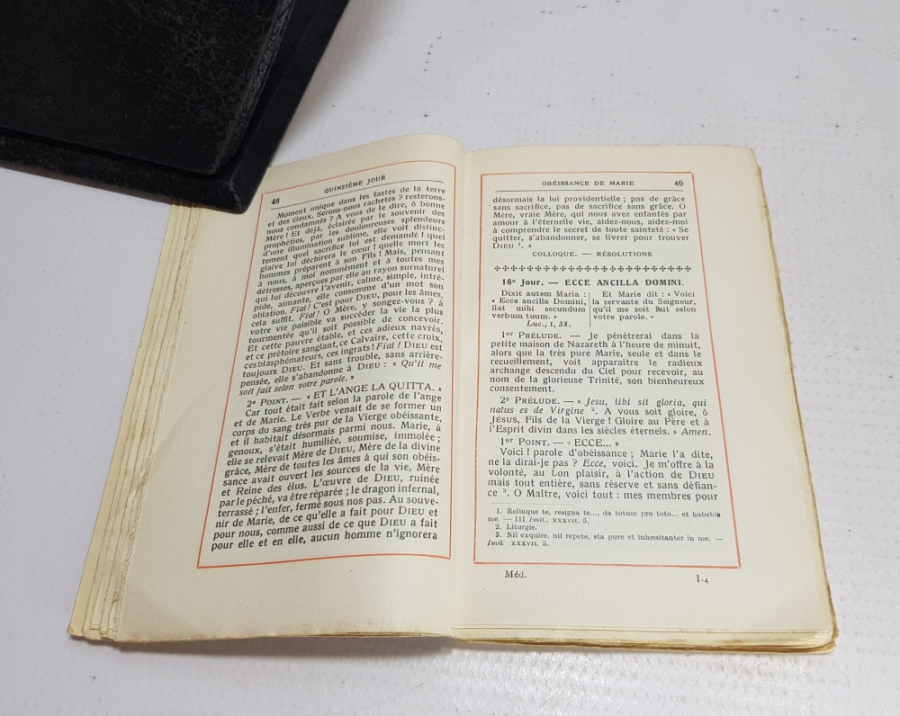 48 QUINZIÈME JOUR
Moment unique dans les fastes de la terre
et des cieux. Serons-nous rachetés ? resterons-
nous condamnés ? A vous de le dire, ô bonne
Mère ! Et déjà, éclairée par le souvenir des
prophéties, par les douloureuses splendeurs
d'une illumination sublime, elle voit distinc-
tement quel sacrifice lui est demandé ! quel
glaive lui déchirera le cœur ! quelle mort les
hommes préparent à son Fils ! Mais, pensant
à nous, à moi nommément et à toutes mes
détresses, aperçues par elle au rayon surnaturel
qui lui découvre l'avenir, calme, simple, intré-
pide, aimante, elle consomme d'un mot son
oblation. Fiat ! C'est pour DIEU, pour les âmes,
cela suffit. Fiat ! O Mère, y songez-vous ? à
votre vie paisible va succéder la vie la plus
tourmentée qu'il soit possible de concevoir.
Et cette pauvre étable, et ces adieux navrés,
et ce prétoire sanglant, ce Calvaire, cette croix,
ces blasphémateurs, ces ingrats ! Fiat ! DIEU est
toujours DIEU. Et sans trouble, sans arrière-
pensée, elle s'abandonne à DIEU : « Qu'il me
soit fait selon votre parole. »
2e POINT. — « ET L'ANGE LA QUITTA. »
Car tout était fait selon la parole de l'ange
et de Marie. Le Verbe venait de se former un
corps du sang très pur de la Vierge obéissante,
et il habitait désormais parmi nous. Marie, à
genoux, s'était humiliée, soumise, immolée ;
elle se relevait Mère de DIEU, Mère de la divine
grâce, Mère de toutes les âmes à qui son obéis-
sance avait ouvert les sources de la vie, Mère
et Reine des élus. L'œuvre de DIEU, ruinée
par le péché, va être réparée ; le dragon infernal,
terrassé ; l'enfer, fermé sous nos pas. Au souve-
nir de Marie, de ce qu'elle a fait pour DIEU et
pour nous, comme aussi de ce que DIEU a fait
pour elle et en elle, aucun homme n'ignorera
OBÉISSANCE DE MARIE 49
désormais la loi providentielle ; pas de grâce
sans sacrifice, pas de sacrifice sans grâce. O
Mère, vraie Mère, qui nous avez enfantés par
amour à l'éternelle vie, aidez-nous, aidez-moi
à comprendre le secret de toute sainteté : « Se
quitter, s'abandonner, se livrer pour trouver
DIEU ¹. »
COLLOQUE. — RÉSOLUTIONS
16e Jour. — ECCE ANCILLA DOMINI.
Dixit autem Maria :
« Ecce ancilla Domini,
fiat mihi secundum
verbum tuum. »
Luc., I, 38.
Et Marie dit : « Voici
la servante du Seigneur,
qu'il me soit fait selon
votre parole. »
1er PRÉLUDE. — Je pénètrerai dans la
petite maison de Nazareth à l'heure de minuit,
alors que la très pure Marie, seule et dans le
recueillement, voit apparaître le radieux
archange descendu du Ciel pour recevoir, au
nom de la glorieuse Trinité, son bienheureux
consentement.
2e PRÉLUDE. — « Jesu, tibi sit gloria, qui
natus es de Virgine ². A vous soit gloire, ô
JÉSUS, Fils de la Vierge ! Gloire au Père et à
l'Esprit divin dans les siècles éternels. » Amen.
1er POINT. — « ECCE... »
Voici ! parole d'obéissance ; Marie l'a dite,
ne la dirai-je pas ? Ecce, voici. Je m'offre à la
volonté, au bon plaisir, à l'action de DIEU
mais tout entière, sans réserve et sans défian-
ce ³. O Maître, voici tout : mes membres pour
1. Relinque te, resigna te..., da totum pro toto... et habebis
me. — III Imit., XXXVII, 5.
2. Liturgie.
3. Nil exquire, nil repete, sta pure et inhæsitanter in me. —
Imit. XXXVII, 5.
Méd. I-4